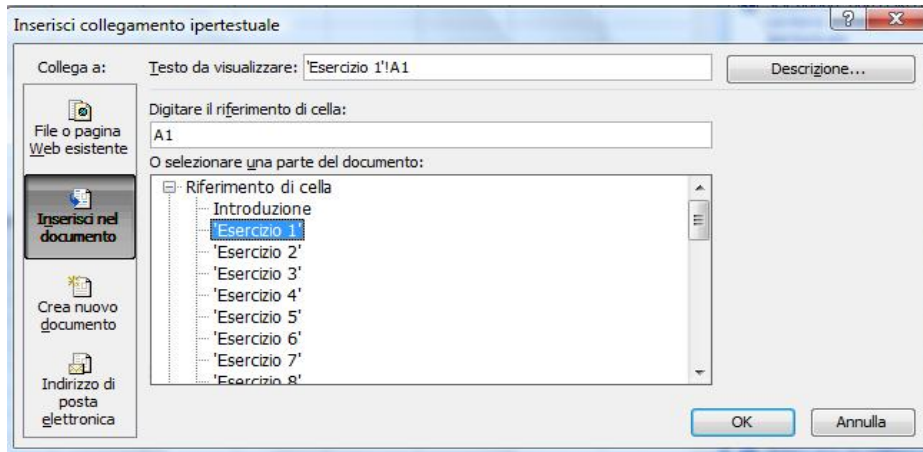 Inserisci collegamento ipertestuale
Collega a:
Testo da visualizzare: 'Esercizio 1'!A1
Descrizione...
File o pagina
Web esistente
Inserisci nel
documento
Crea nuovo
documento
Indirizzo di
posta
elettronica
Digitare il riferimento di cella:
A1
O selezionare una parte del documento:
Riferimento di cella
Introduzione
'Esercizio 1'
'Esercizio 2'
'Esercizio 3'
'Esercizio 4'
'Esercizio 5'
'Esercizio 6'
'Esercizio 7'
'Esercizio 8'
OK
Annulla